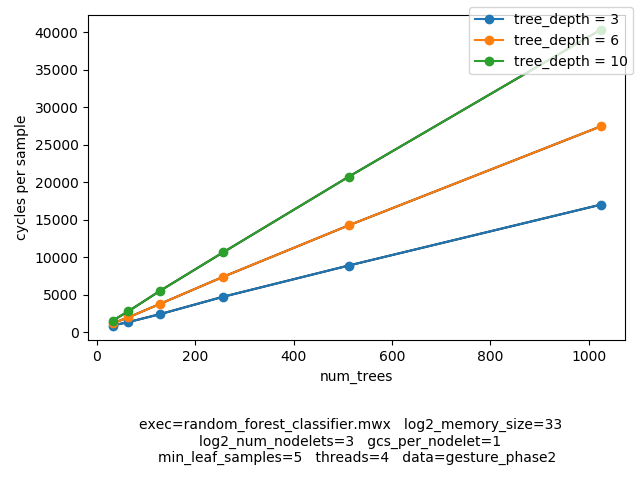 tree_depth = 3
tree_depth = 6
tree_depth = 10
cycles per sample
40000
35000
30000
25000
20000
15000
10000
5000
0
0 200 400 600 800 1000
num_trees
exec=random_forest_classifier.mwx log2_memory_size=33
log2_num_nodelets=3 gcs_per_nodelet=1
min_leaf_samples=5 threads=4 data=gesture_phase2